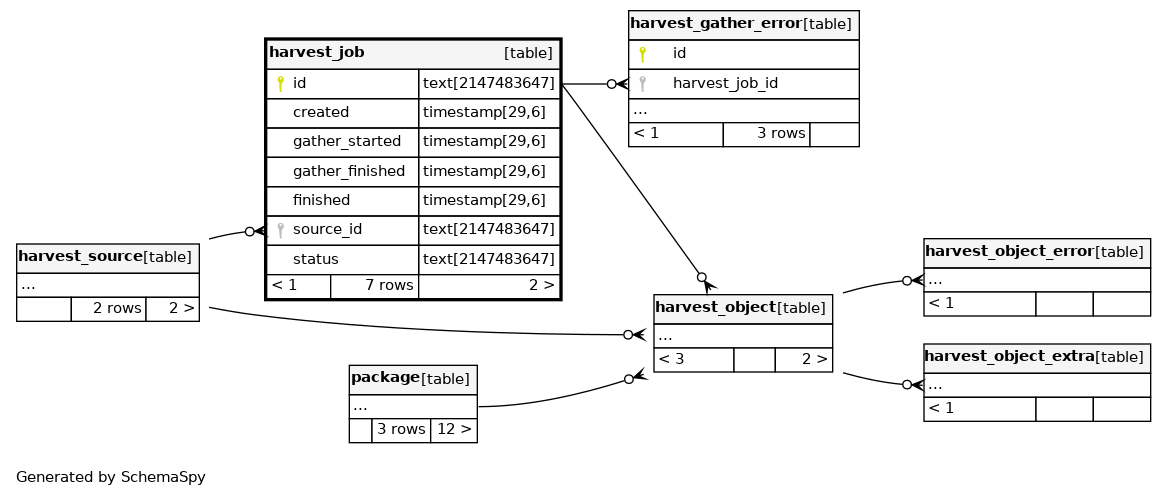 harvest_gather_error[table]
id
harvest_job_id
...
< 1 3 rows
harvest_job [table]
id text[2147483647]
created timestamp[29,6]
gather_started timestamp[29,6]
gather_finished timestamp[29,6]
finished timestamp[29,6]
source_id text[2147483647]
status text[2147483647]
< 1 7 rows 2 >
harvest_source[table]
...
2 rows 2 >
harvest_object[table]
...
< 3 2 >
harvest_object_error[table]
...
< 1
harvest_object_extra[table]
...
< 1
package[table]
...
3 rows 12 >
Generated by SchemaSpy